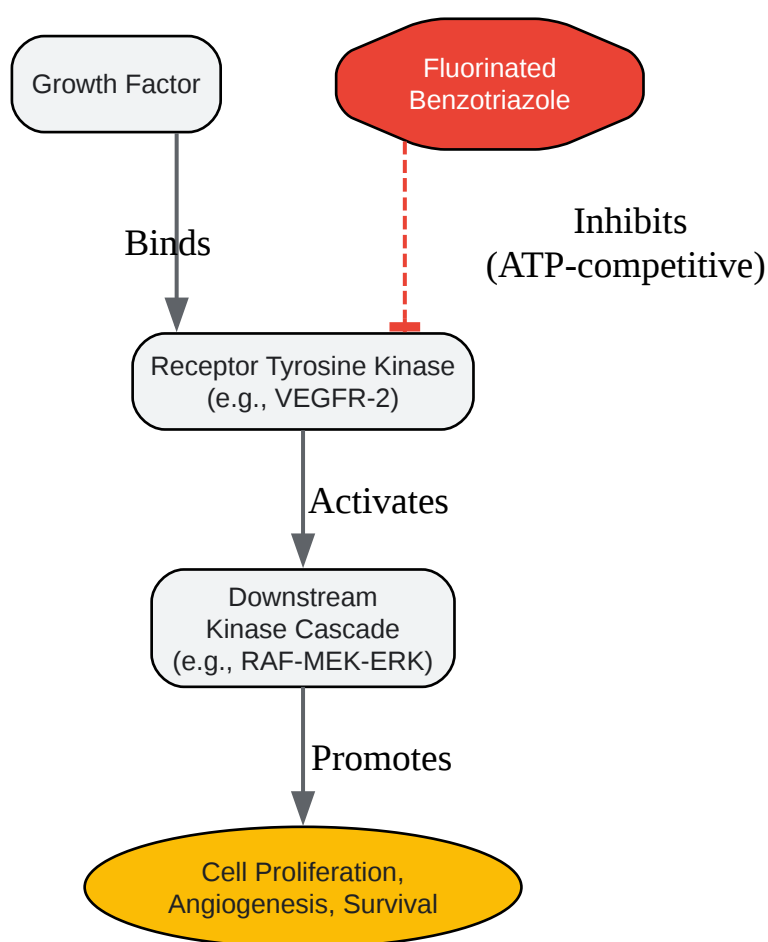 Growth Factor
Fluorinated
Benzotriazole
Binds
Inhibits
(ATP-competitive)
Receptor Tyrosine Kinase
(e.g., VEGFR-2)
Activates
Downstream
Kinase Cascade
(e.g., RAF-MEK-ERK)
Promotes
Cell Proliferation,
Angiogenesis, Survival